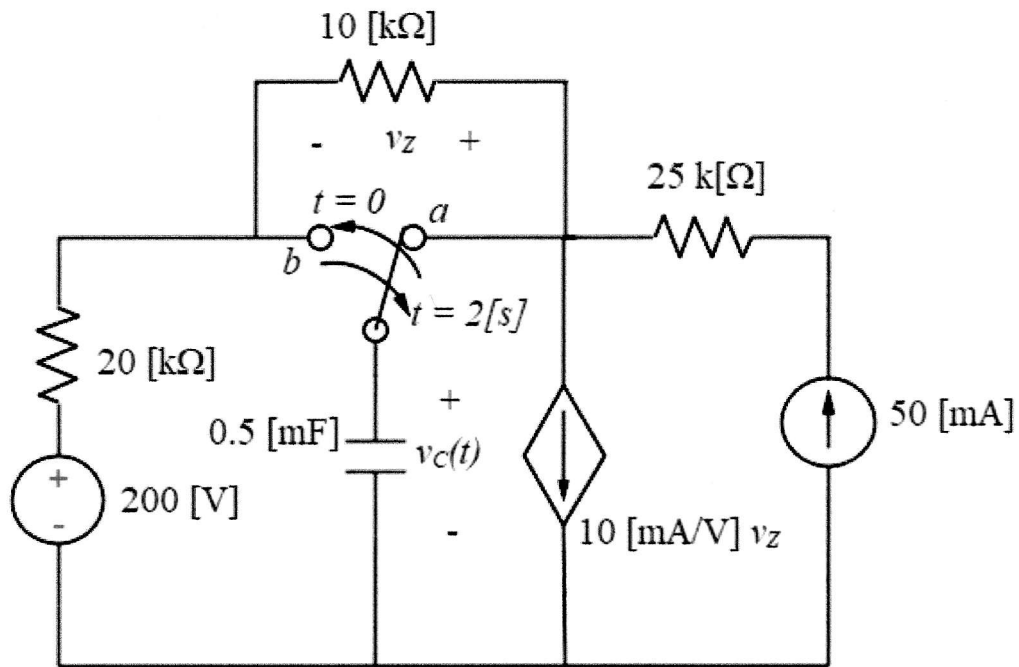 10 [kΩ]
- vZ +
25 k[Ω]
t = 0
a
b
t = 2[s]
20 [kΩ]
+
0.5 [mF]
vC(t)
50 [mA]
+
200 [V]
-
-
10 [mA/V] vZ